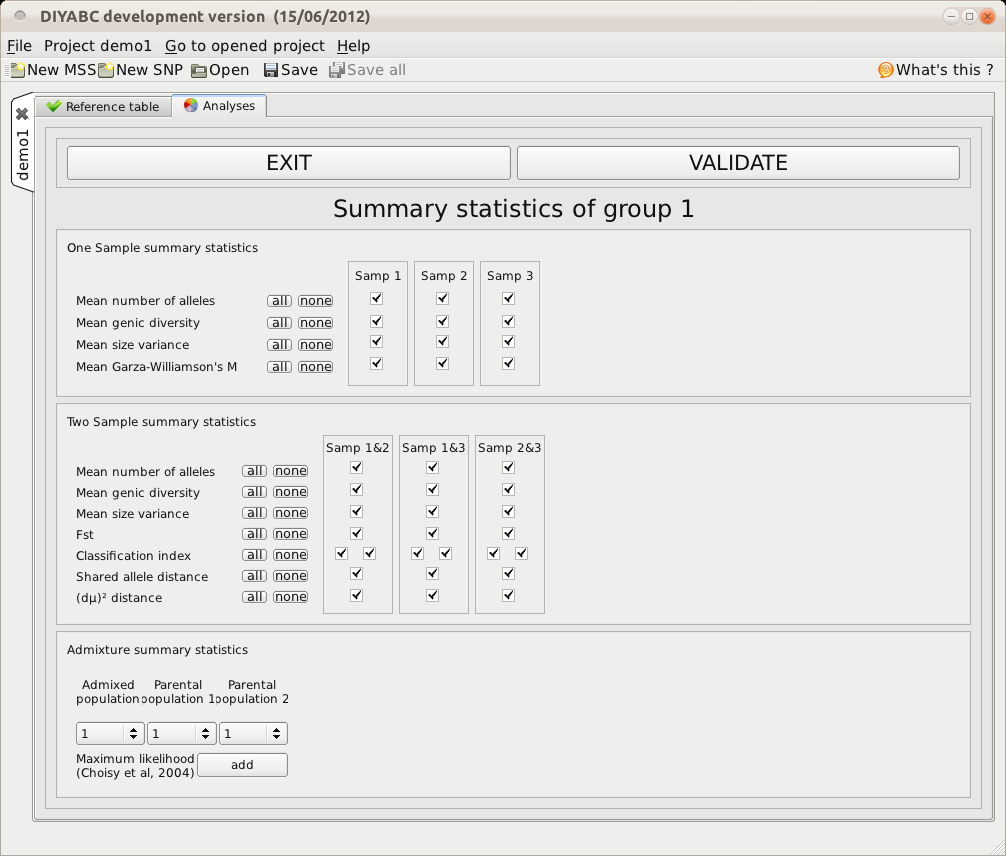 DIYABC development version (15/06/2012)
File Project demo1 Go to opened project Help
New MSS New SNP Open Save Save all What's this ?
demo1
Reference table Analyses
EXIT VALIDATE
Summary statistics of group 1
One Sample summary statistics
Samp 1 Samp 2 Samp 3
Mean number of alleles all none
Mean genic diversity all none
Mean size variance all none
Mean Garza-Williamson's M all none
Two Sample summary statistics
Samp 1&2 Samp 1&3 Samp 2&3
Mean number of alleles all none
Mean genic diversity all none
Mean size variance all none
Fst all none
Classification index all none
Shared allele distance all none
(dμ)² distance all none
Admixture summary statistics
Admixed Parental Parental
population population 1 population 2
1 1 1
Maximum likelihood
(Choisy et al, 2004) add